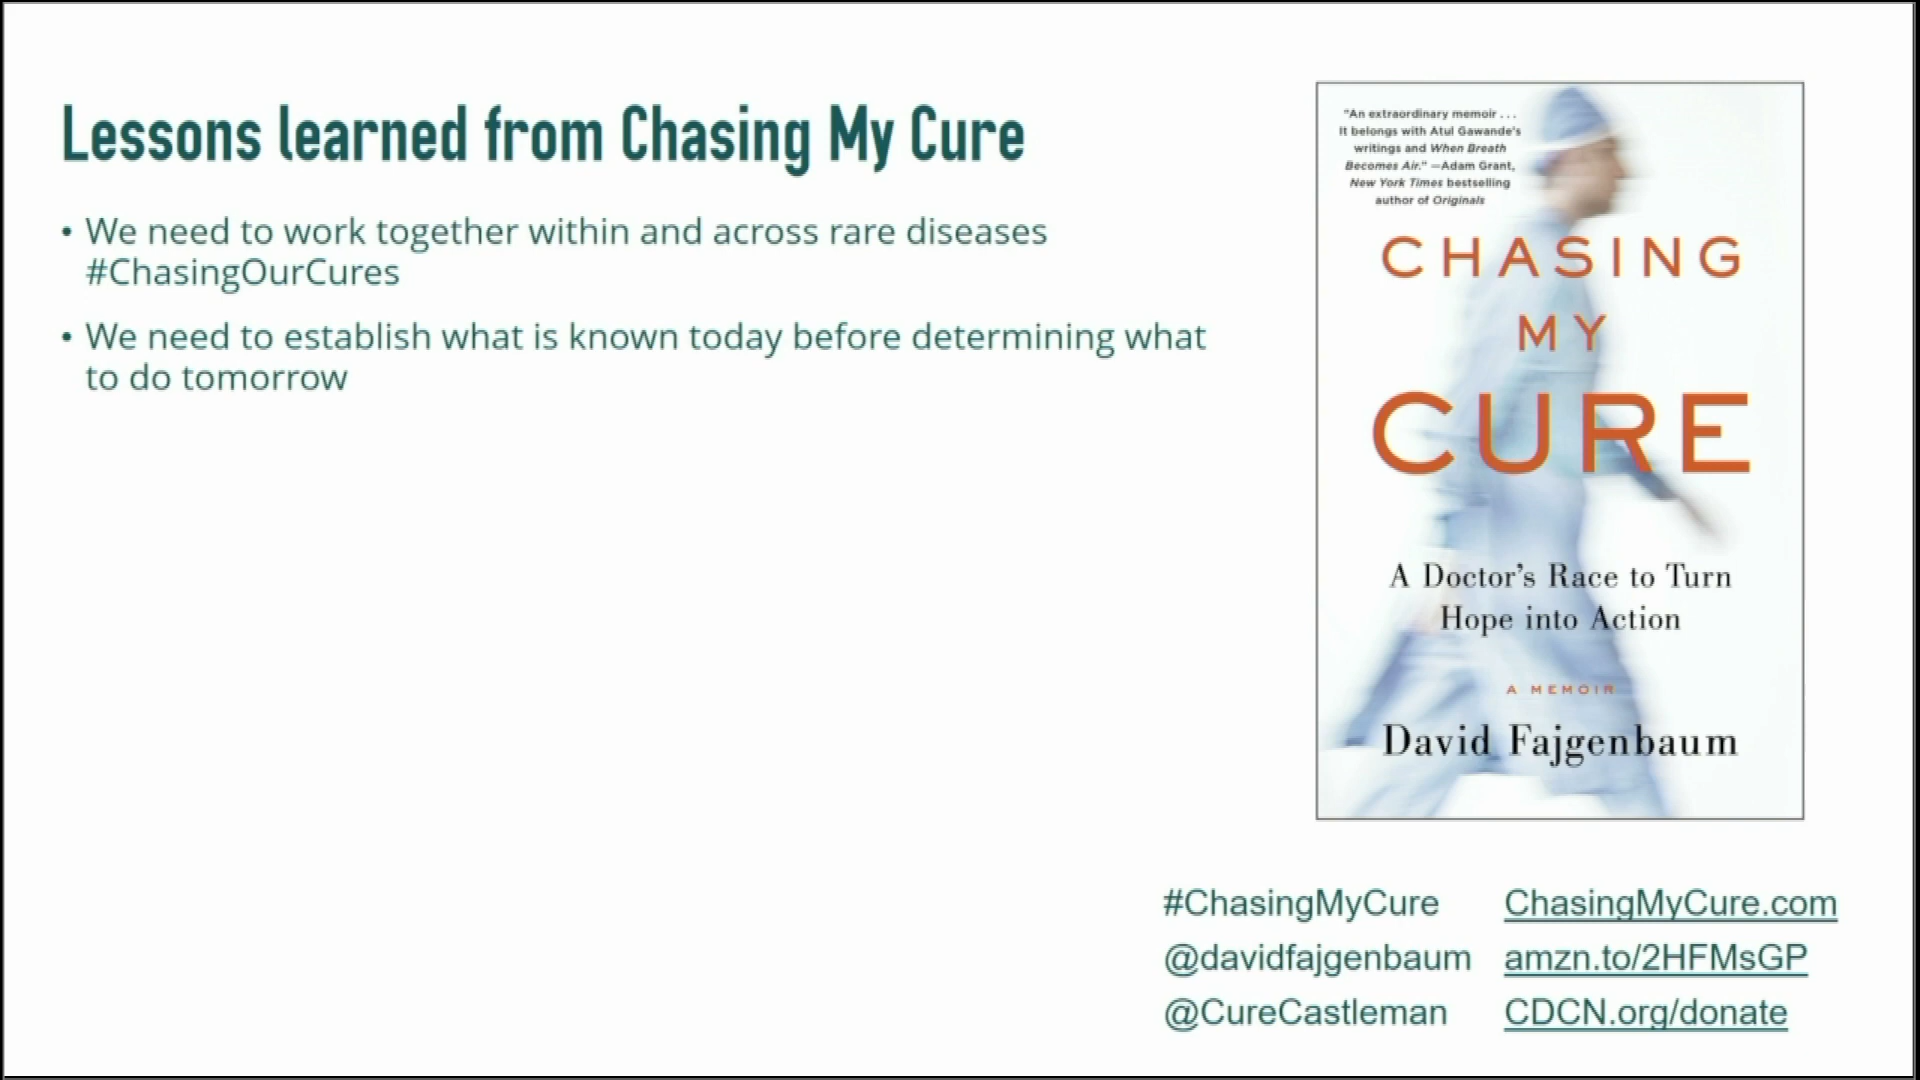 Lessons learned from Chasing My Cure
• We need to work together within and across rare diseases
#ChasingOurCures
• We need to establish what is known today before determining what
to do tomorrow
"An extraordinary memoir . . .
It belongs with Atul Gawande's
writings and When Breath
Becomes Air." —Adam Grant,
New York Times bestselling
author of Originals
CHASING
MY
CURE
A Doctor's Race to Turn
Hope into Action
A MEMOIR
David Fajgenbaum
#ChasingMyCure ChasingMyCure.com
@davidfajgenbaum amzn.to/2HFMsGP
@CureCastleman CDCN.org/donate